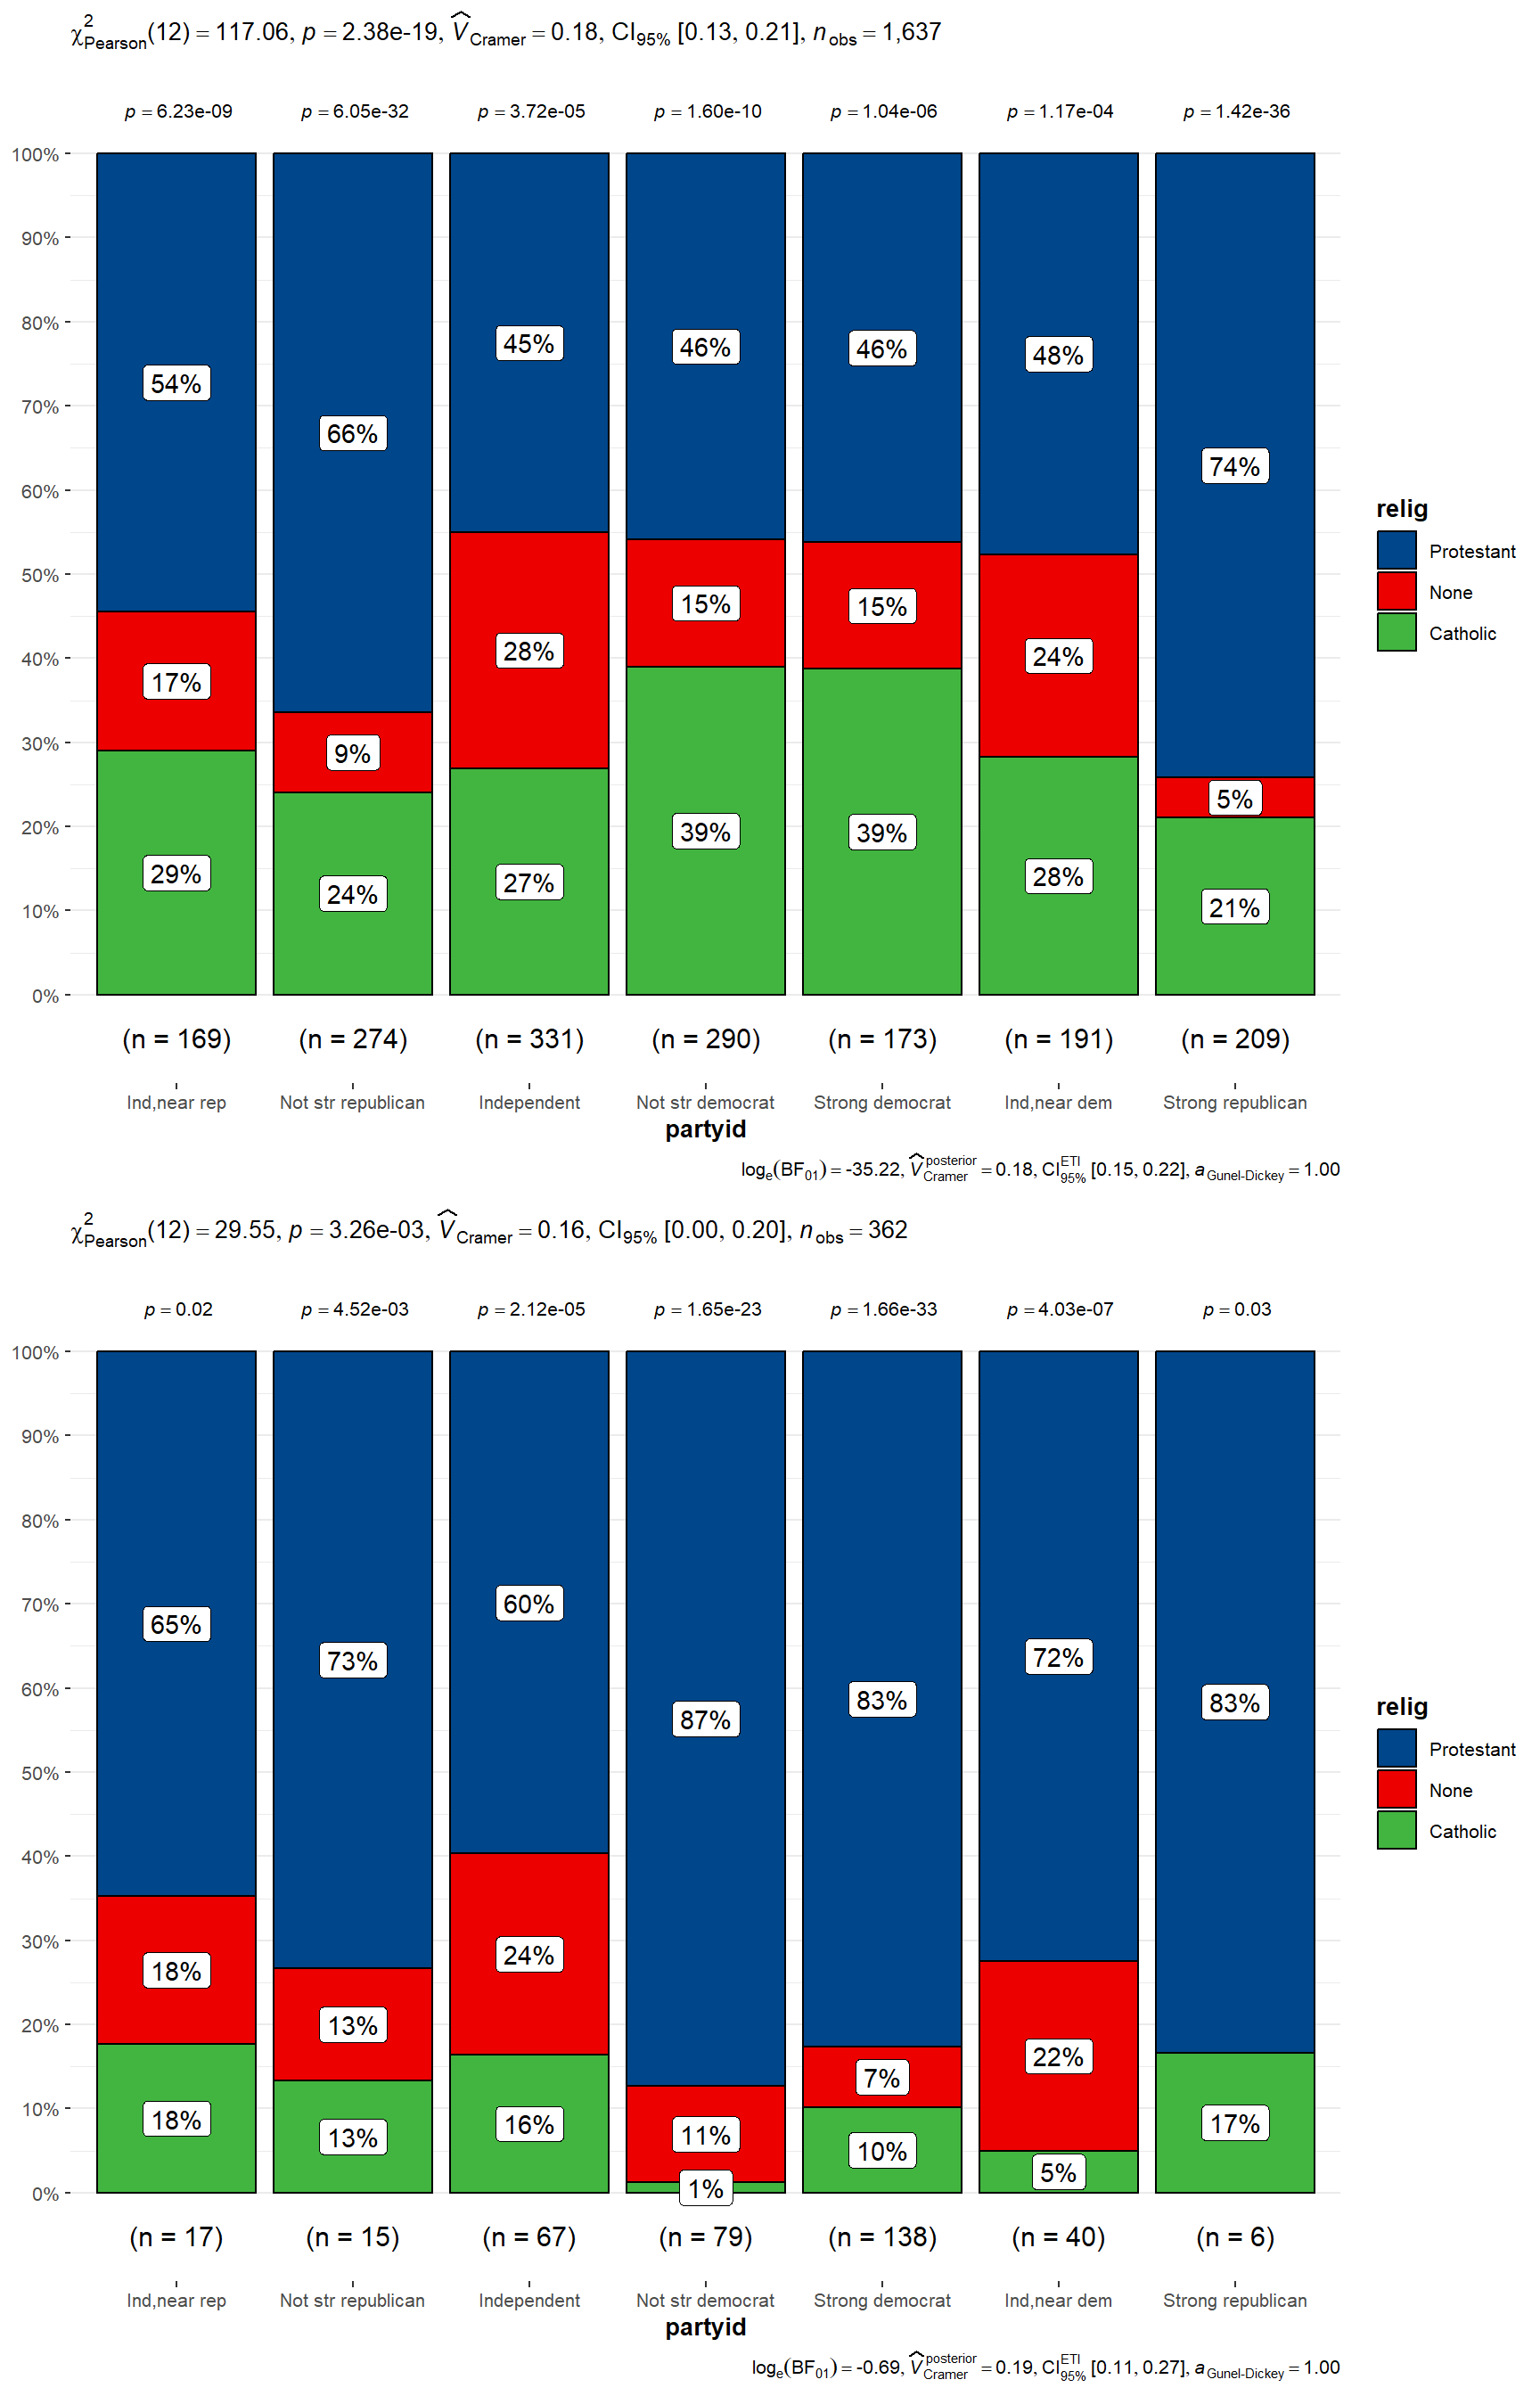 χ²Pearson(12) = 117.06, p = 2.38e-19, V̂Cramer = 0.18, CI95% [0.13, 0.21], nobs = 1,637
p = 6.23e-09 p = 6.05e-32 p = 3.72e-05 p = 1.60e-10 p = 1.04e-06 p = 1.17e-04 p = 1.42e-36
100%
90%
80%
45% 46% 46% 48%
54%
70%
66%
74%
60%
relig
Protestant
None
Catholic
50%
15% 15%
40%
28% 24%
17%
30%
9%
39% 39%
20%
5%
29% 24% 27% 28% 21%
10%
0%
(n = 169) (n = 274) (n = 331) (n = 290) (n = 173) (n = 191) (n = 209)
Ind,near rep Not str republican Independent Not str democrat Strong democrat Ind,near dem Strong republican
partyid
loge(BF01) = -35.22, V̂Cramer posterior = 0.18, CI95% ETI [0.15, 0.22], aGunel-Dickey = 1.00
χ²Pearson(12) = 29.55, p = 3.26e-03, V̂Cramer = 0.16, CI95% [0.00, 0.20], nobs = 362
p = 0.02 p = 4.52e-03 p = 2.12e-05 p = 1.65e-23 p = 1.66e-33 p = 4.03e-07 p = 0.03
100%
90%
80%
70%
60%
65%
73% 72%
60%
87% 83% 83%
relig
Protestant
None
Catholic
50%
40%
30%
18% 24%
20%
13% 22%
10%
11% 7%
18% 13% 16% 10% 5% 17%
1%
0%
(n = 17) (n = 15) (n = 67) (n = 79) (n = 138) (n = 40) (n = 6)
Ind,near rep Not str republican Independent Not str democrat Strong democrat Ind,near dem Strong republican
partyid
loge(BF01) = -0.69, V̂Cramer posterior = 0.19, CI95% ETI [0.11, 0.27], aGunel-Dickey = 1.00